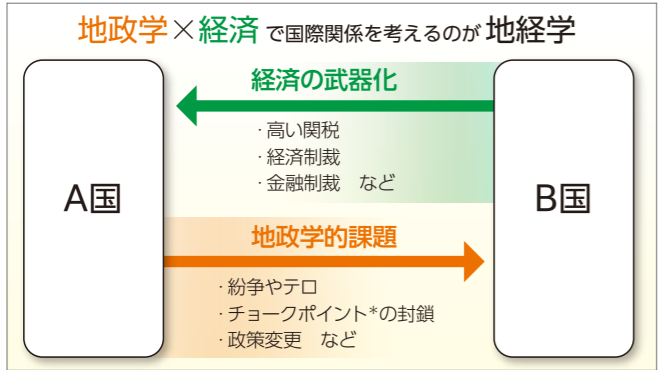 地政学×経済で国際関係を考えるのが地経学
経済の武器化
・高い関税
・経済制裁
・金融制裁　など
A国
B国
地政学的課題
・紛争やテロ
・チョークポイント*の封鎖
・政策変更　など